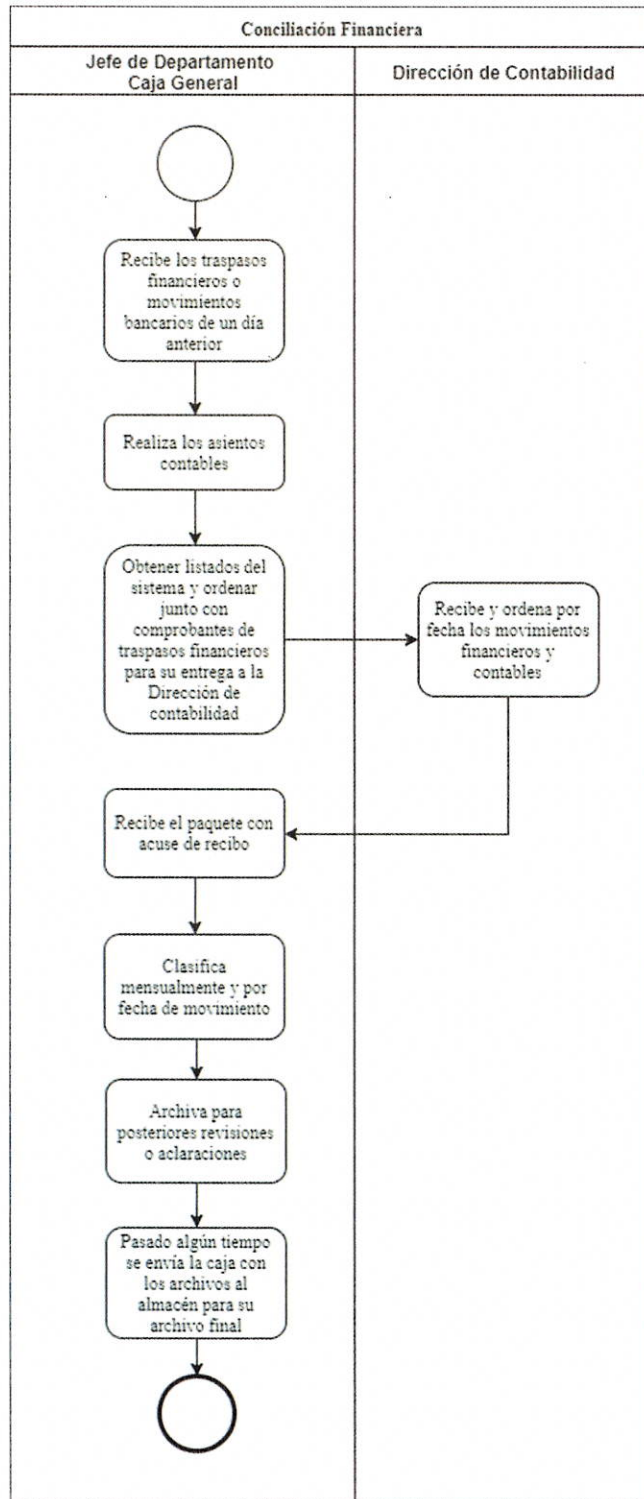 Conciliación Financiera
Jefe de Departamento
Caja General
Dirección de Contabilidad
Recibe los traspasos
financieros o
movimientos
bancarios de un día
anterior
Realiza los asientos
contables
Obtener listados del
sistema y ordenar
junto con
comprobantes de
traspasos financieros
para su entrega a la
Dirección de
contabilidad
Recibe y ordena por
fecha los movimientos
financieros y
contables
Recibe el paquete con
acuse de recibo
Clasifica
mensualmente y por
fecha de movimiento
Archiva para
posteriores revisiones
o aclaraciones
Pasado algún tiempo
se envía la caja con
los archivos al
almacén para su
archivo final